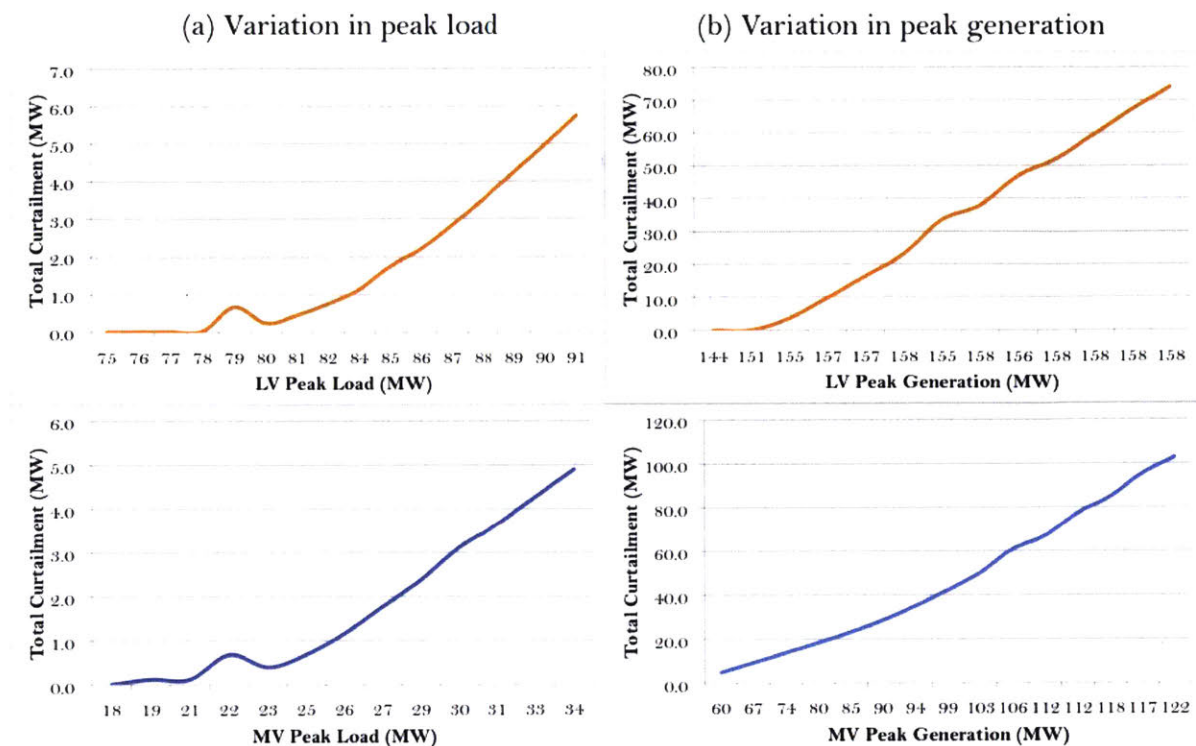 (a) Variation in peak load
(b) Variation in peak generation
Total Curtailment (MW)
7.0
6.0
5.0
4.0
3.0
2.0
1.0
0.0
75 76 77 78 79 80 81 82 84 85 86 87 88 89 90 91
LV Peak Load (MW)
Total Curtailment (MW)
80.0
70.0
60.0
50.0
40.0
30.0
20.0
10.0
0.0
144 151 155 157 157 158 155 158 156 158 158 158 158
LV Peak Generation (MW)
Total Curtailment (MW)
6.0
5.0
4.0
3.0
2.0
1.0
0.0
18 19 21 22 23 25 26 27 29 30 31 33 34
MV Peak Load (MW)
Total Curtailment (MW)
120.0
100.0
80.0
60.0
40.0
20.0
0.0
60 67 74 80 85 90 94 99 103 106 112 112 118 117 122
MV Peak Generation (MW)